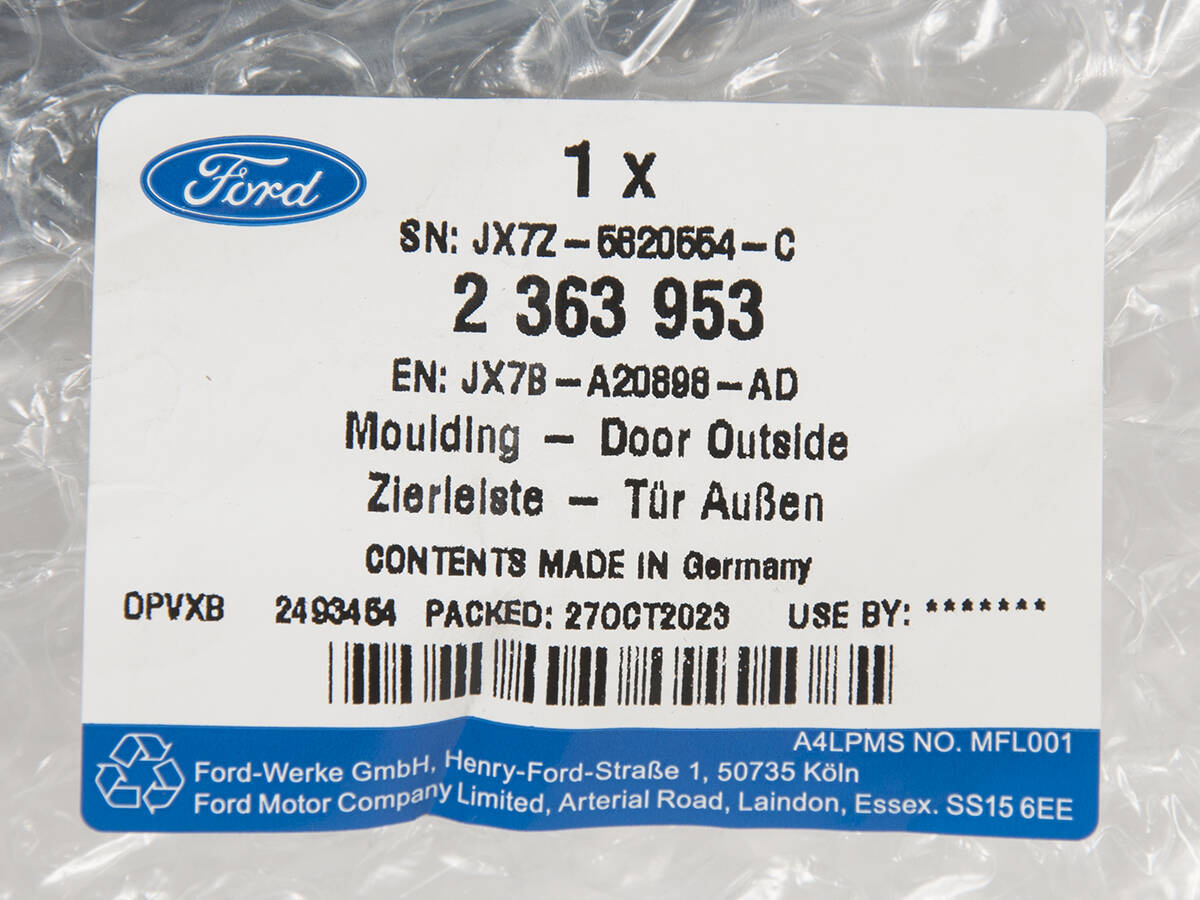 Ford
1 x
SN: JX7Z-5820554-C
2 363 953
EN: JX7B-A20898-AD
Moulding - Door Outside
Zierleiste - Tür Außen
CONTENTS MADE IN Germany
OPVXB 2493454 PACKED: 27OCT2023 USE BY: *******
A4LPMS NO. MFL001
Ford-Werke GmbH, Henry-Ford-Straße 1, 50735 Köln
Ford Motor Company Limited, Arterial Road, Laindon, Essex. SS15 6EE